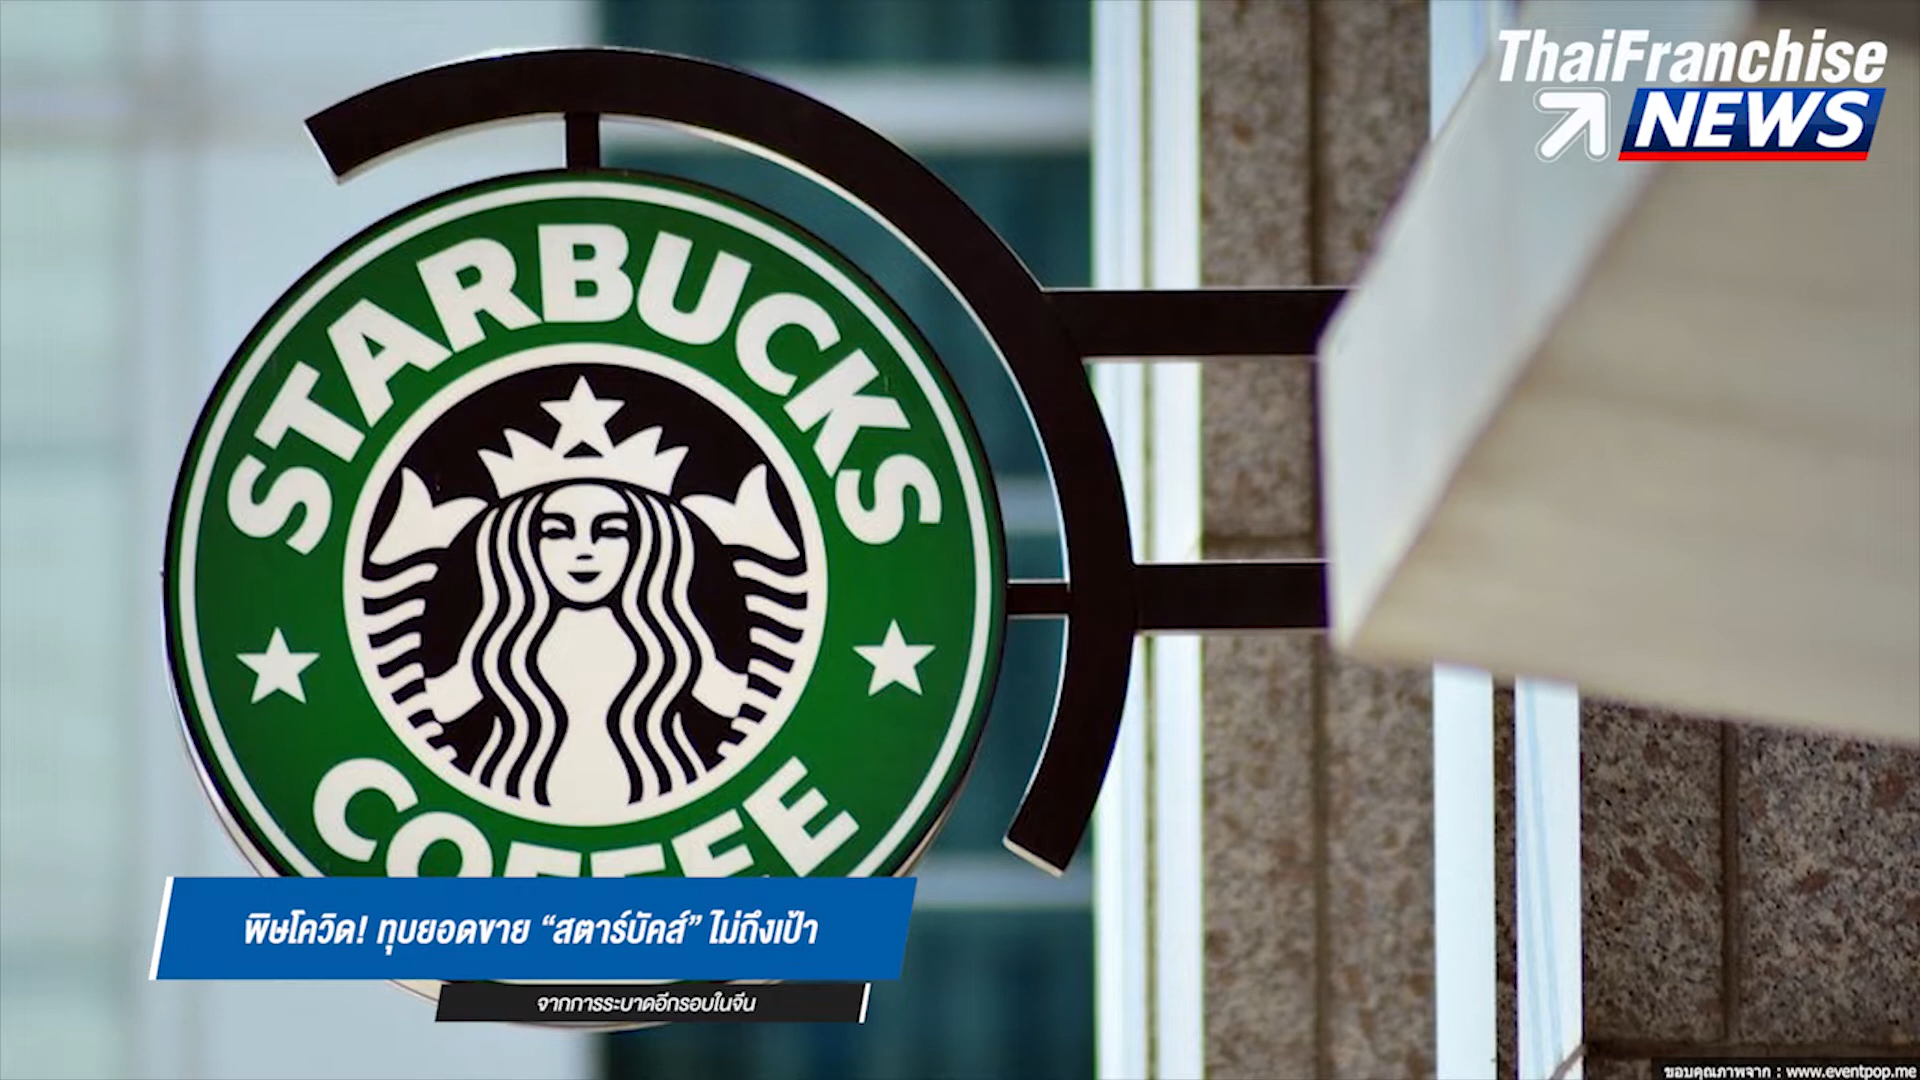 ThaiFranchise
NEWS
STARBUCKS
COFFEE
พิษโควิด! ทุบยอดขาย “สตาร์บัคส์” ไม่ถึงเป้า
จากการระบาดอีกรอบในจีน
ขอบคุณภาพจาก : www.eventpop.me